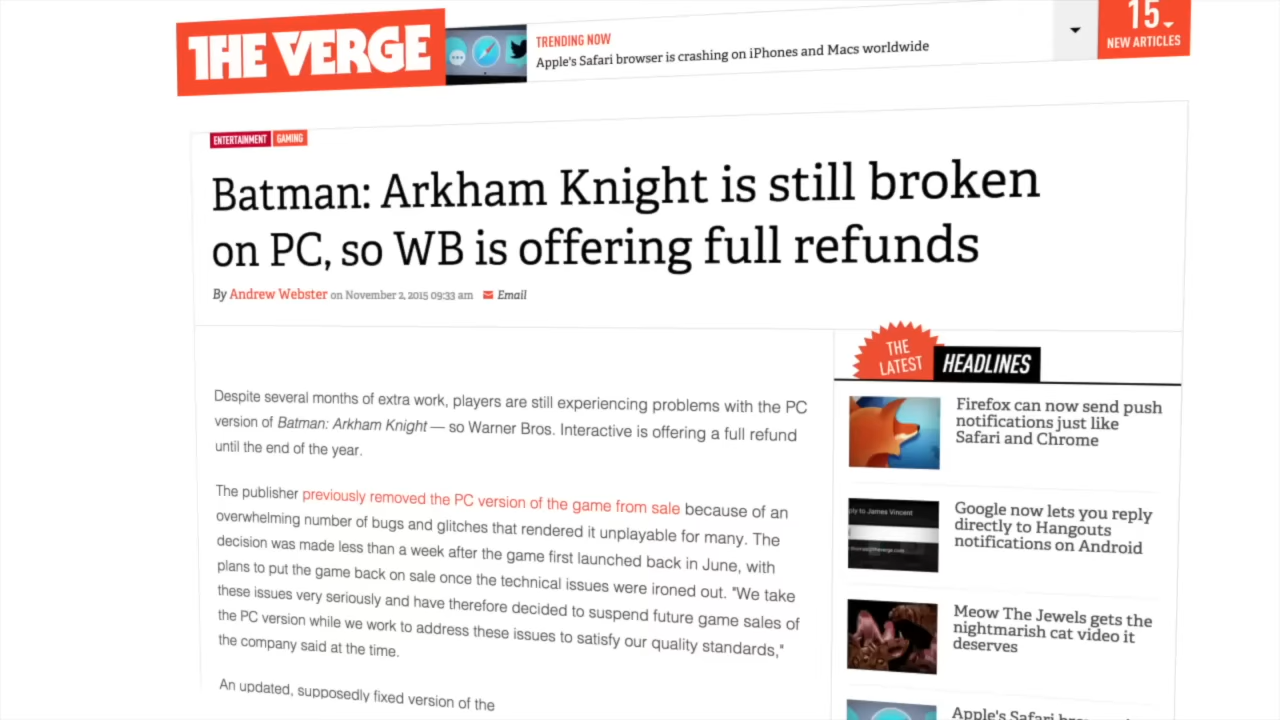 THE VERGE
TRENDING NOW
Apple's Safari browser is crashing on iPhones and Macs worldwide
15
NEW ARTICLES
ENTERTAINMENT GAMING
Batman: Arkham Knight is still broken
on PC, so WB is offering full refunds
By Andrew Webster on November 2, 2015 09:33 am Email
Despite several months of extra work, players are still experiencing problems with the PC
version of Batman: Arkham Knight — so Warner Bros. Interactive is offering a full refund
until the end of the year.
The publisher previously removed the PC version of the game from sale because of an
overwhelming number of bugs and glitches that rendered it unplayable for many. The
decision was made less than a week after the game first launched back in June, with
plans to put the game back on sale once the technical issues were ironed out. "We take
these issues very seriously and have therefore decided to suspend future game sales of
the PC version while we work to address these issues to satisfy our quality standards,"
the company said at the time.
An updated, supposedly fixed version of the
THE
LATEST
HEADLINES
Firefox can now send push
notifications just like
Safari and Chrome
ply to James Vincent
Google now lets you reply
directly to Hangouts
notifications on Android
Meow The Jewels gets the
nightmarish cat video it
deserves
Apple's Safari